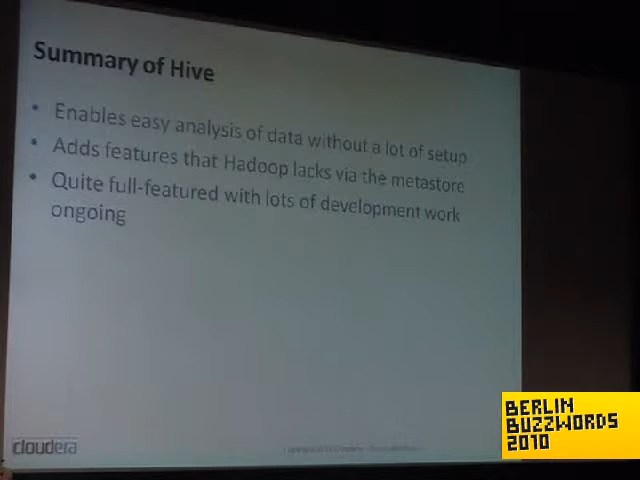 Summary of Hive
• Enables easy analysis of data without a lot of setup
• Adds features that Hadoop lacks via the metastore
• Quite full-featured with lots of development work
ongoing
cloudera
BERLIN
BUZZWORDS
2010